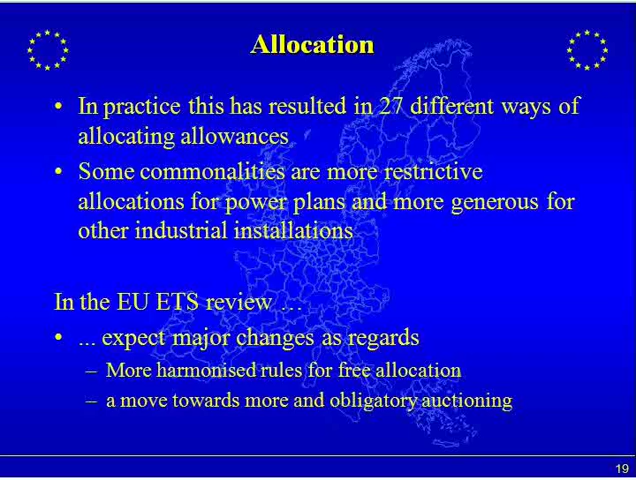 Allocation
• In practice this has resulted in 27 different ways of
allocating allowances
• Some commonalities are more restrictive
allocations for power plans and more generous for
other industrial installations
In the EU ETS review …
• ... expect major changes as regards
– More harmonised rules for free allocation
– a move towards more and obligatory auctioning
19